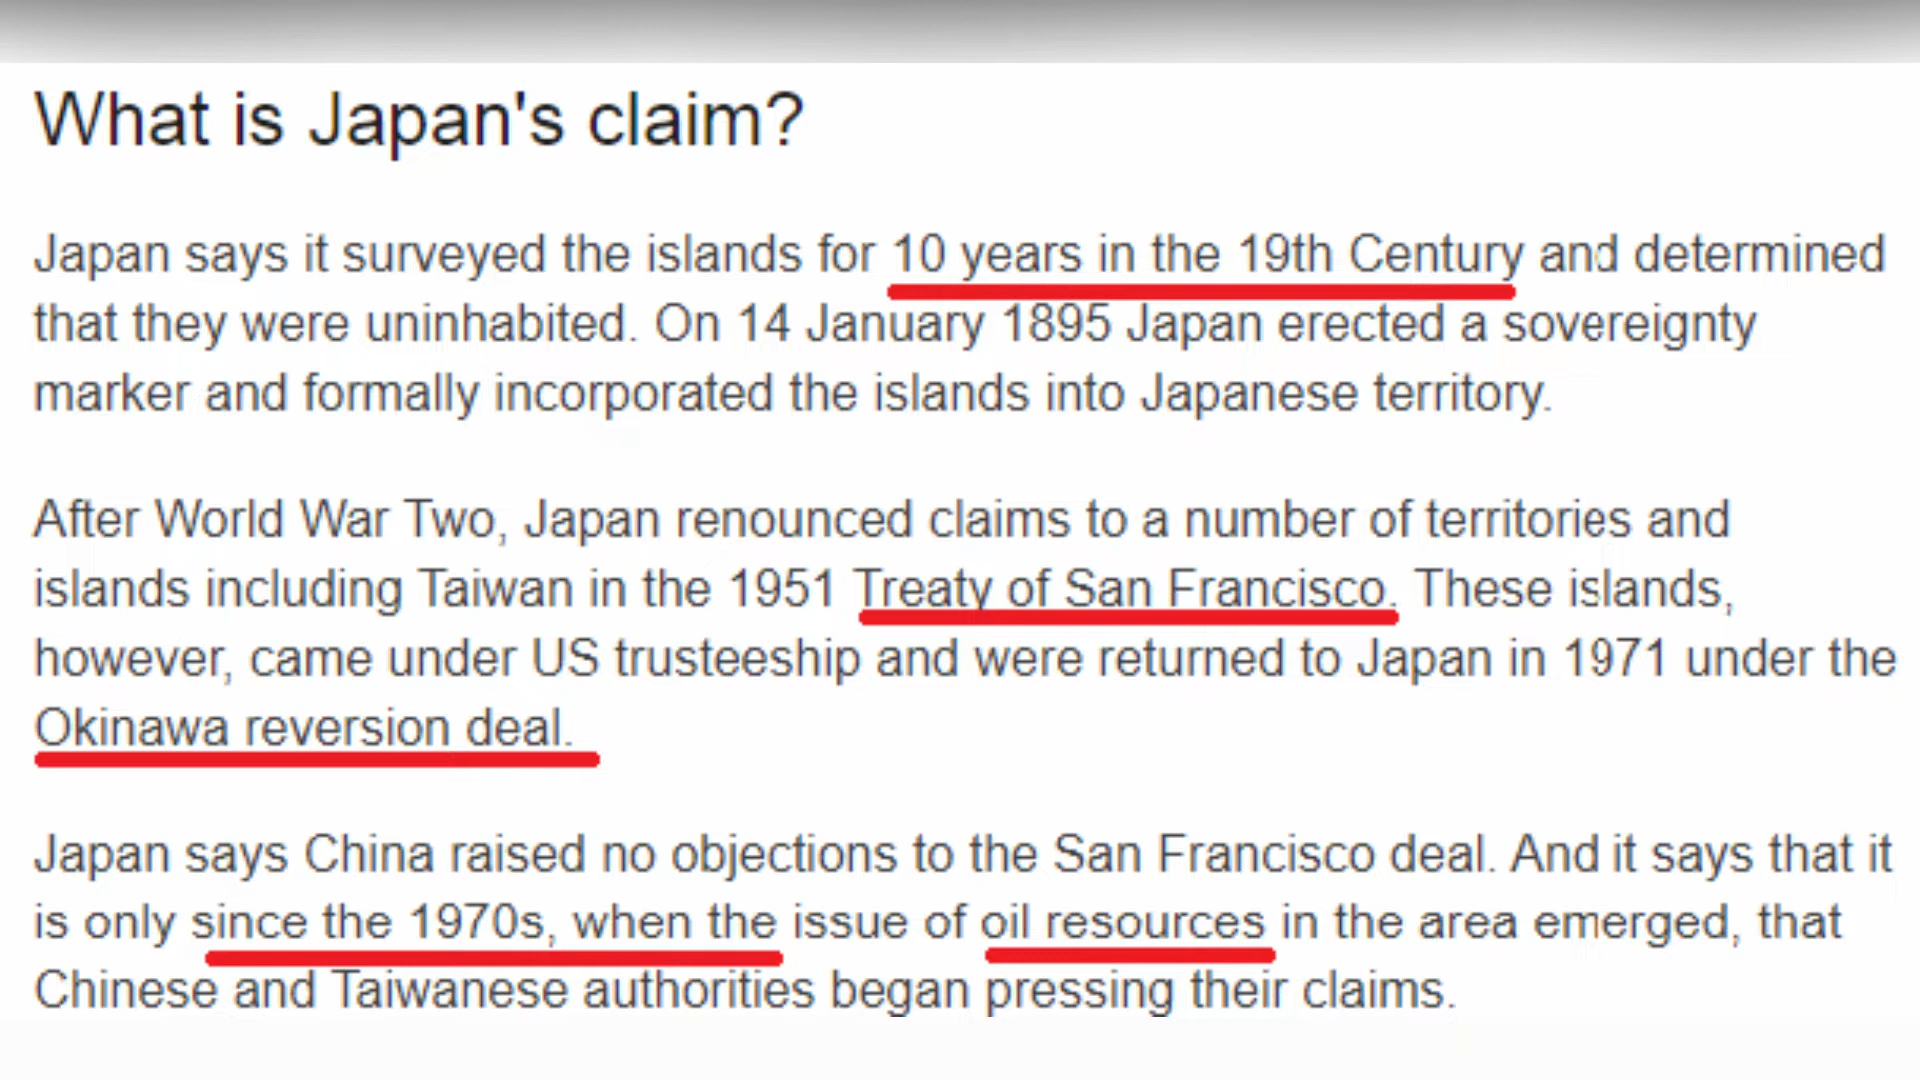 What is Japan's claim?
Japan says it surveyed the islands for 10 years in the 19th Century and determined
that they were uninhabited. On 14 January 1895 Japan erected a sovereignty
marker and formally incorporated the islands into Japanese territory.
After World War Two, Japan renounced claims to a number of territories and
islands including Taiwan in the 1951 Treaty of San Francisco. These islands,
however, came under US trusteeship and were returned to Japan in 1971 under the
Okinawa reversion deal.
Japan says China raised no objections to the San Francisco deal. And it says that it
is only since the 1970s, when the issue of oil resources in the area emerged, that
Chinese and Taiwanese authorities began pressing their claims.